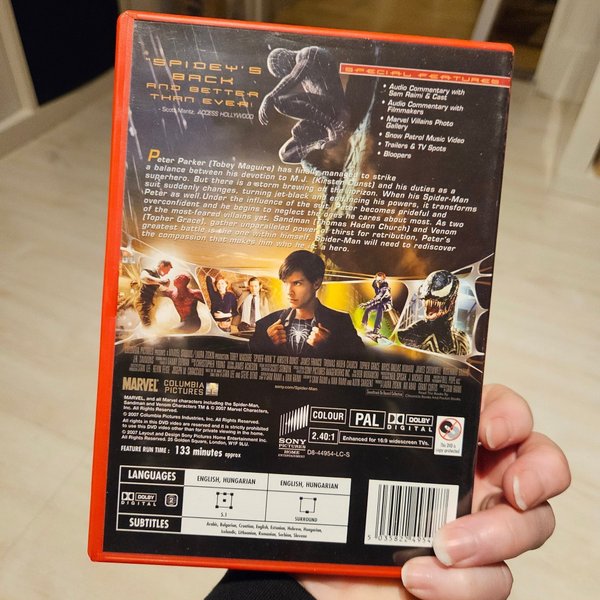 'SPIDEY'S
BACK
AND BETTER
THAN EVER!'
- Scott Mantz, ACCESS HOLLYWOOD
SPECIAL FEATURES
• Audio Commentary with
Sam Raimi & Cast
• Audio Commentary with
Filmmakers
• Marvel Villains Photo
Gallery
• Snow Patrol Music Video
• Trailers & TV Spots
• Bloopers
Peter Parker (Tobey Maguire) has finally managed to strike
a balance between his devotion to M.J. (Kirsten Dunst) and his duties as a
superhero. But there is a storm brewing on the horizon. When his Spider-Man
suit suddenly changes, turning jet-black and enhancing his powers, it transforms
Peter as well. Under the influence of the suit, Peter becomes prideful and
overconfident and he begins to neglect the ones he cares about most. As two
of the most-feared villains yet, Sandman (Thomas Haden Church) and Venom
(Topher Grace), gather unparalleled power and thirst for retribution, Peter's
greatest battle is the one within himself. Spider-Man will need to rediscover
the compassion that makes him who he is: a hero.
MARVEL
COLUMBIA
PICTURES
sony.com/Spider-Man
MARVEL, and all Marvel characters including the Spider-Man,
Sandman and Venom Characters TM & © 2007 Marvel Characters, Inc.
All Rights Reserved.
© 2007 Columbia Pictures Industries, Inc.
All Rights Reserved.
All rights in this DVD video are reserved and it is strictly prohibited
to use this DVD video other than for private viewing in the home.
© 2007 Layout and Design Sony Pictures Home Entertainment Inc.
All Rights Reserved. 25 Golden Square, London, W1F 9LU.
FEATURE RUN TIME: 133 minutes approx
SONY
PICTURES
HOME
ENTERTAINMENT
COLOUR
PAL
DOLBY
DIGITAL
2.40:1
Enhanced for 16:9 widescreen TVs.
D8-44954-LC-S
This DVD is
copy protected
LANGUAGES
ENGLISH, HUNGARIAN
ENGLISH, HUNGARIAN
DOLBY
DIGITAL
2
5.1
SURROUND
SUBTITLES
Arabic, Bulgarian, Croatian, English, Estonian, Hebrew, Hungarian,
Icelandic, Lithuanian, Romanian, Serbian, Slovene
5 035822 4954